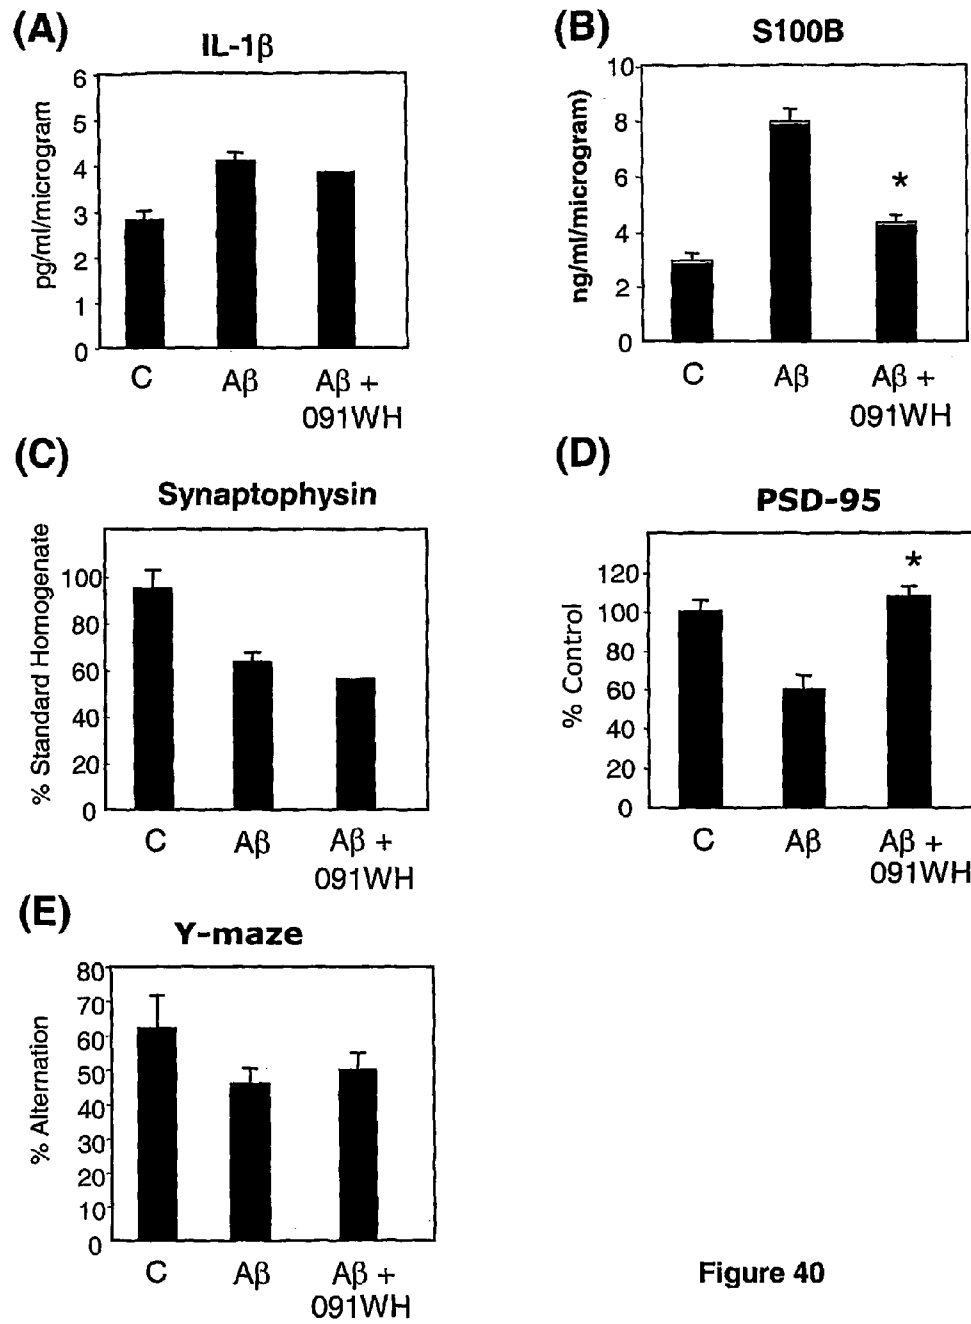 (A)
IL-1β
pg/ml/microgram
6
5
4
3
2
1
0
C
Aβ
Aβ +
091WH
(B)
S100B
ng/ml/microgram)
10
8
6
4
2
0
*
C
Aβ
Aβ +
091WH
(C)
Synaptophysin
% Standard Homogenate
100
80
60
40
20
0
C
Aβ
Aβ +
091WH
(D)
PSD-95
% Control
120
100
80
60
40
20
0
*
C
Aβ
Aβ +
091WH
(E)
Y-maze
% Alternation
80
70
60
50
40
30
20
10
0
C
Aβ
Aβ +
091WH
Figure 40